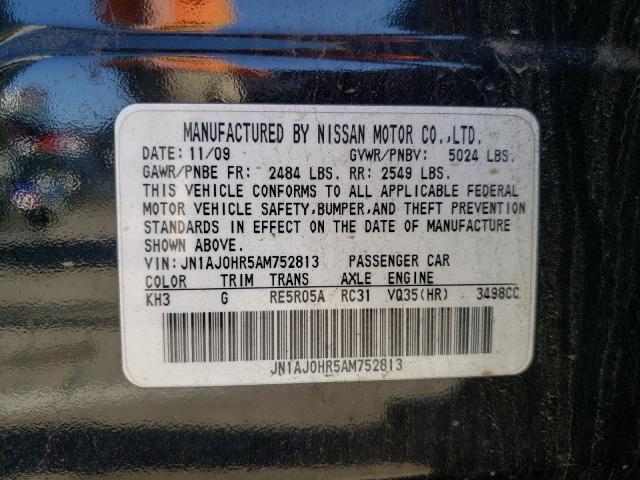 MANUFACTURED BY NISSAN MOTOR CO.,LTD.
DATE: 11/09 GVWR/PNBV: 5024 LBS.
GAWR/PNBE FR: 2484 LBS. RR: 2549 LBS.
THIS VEHICLE CONFORMS TO ALL APPLICABLE FEDERAL
MOTOR VEHICLE SAFETY,BUMPER,AND THEFT PREVENTION
STANDARDS IN EFFECT ON THE DATE OF MANUFACTURE
SHOWN ABOVE.
VIN: JN1AJ0HR5AM752813 PASSENGER CAR
COLOR TRIM TRANS AXLE ENGINE
KH3 G RE5R05A RC31 VQ35(HR) 3498CC
JN1AJ0HR5AM752813